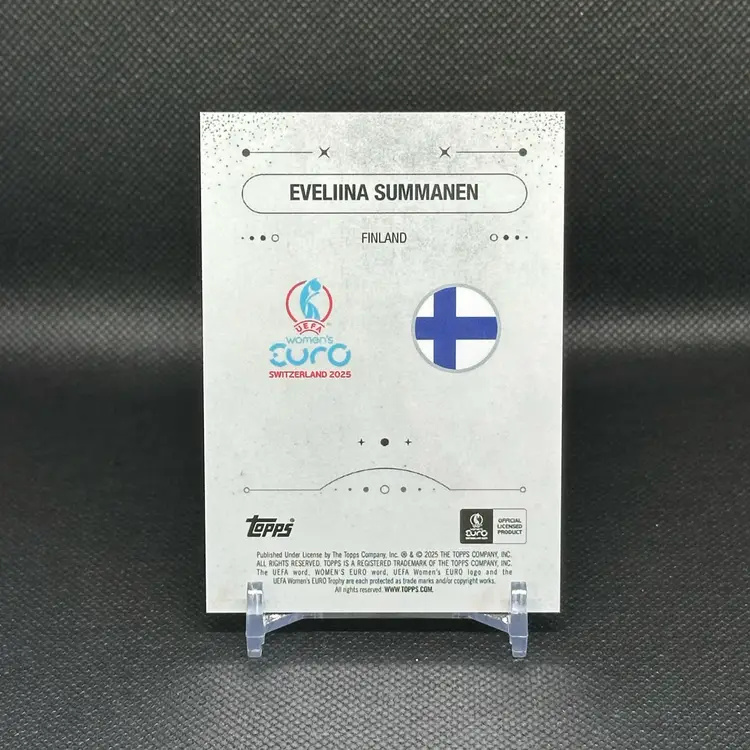 EVELIINA SUMMANEN
FINLAND
UEFA
women's
EURO
SWITZERLAND 2025
topps
EURO
SWITZERLAND 2025
OFFICIAL
LICENSED
PRODUCT
Published Under License by The Topps Company, Inc. ® & © 2025 THE TOPPS COMPANY, INC.
ALL RIGHTS RESERVED. TOPPS IS A REGISTERED TRADEMARK OF THE TOPPS COMPANY, INC.
The UEFA word, WOMEN'S EURO word, UEFA Women's EURO logo and the
UEFA Women's EURO Trophy are each protected as trade marks and/or copyright works.
All rights reserved. WWW.TOPPS.COM.